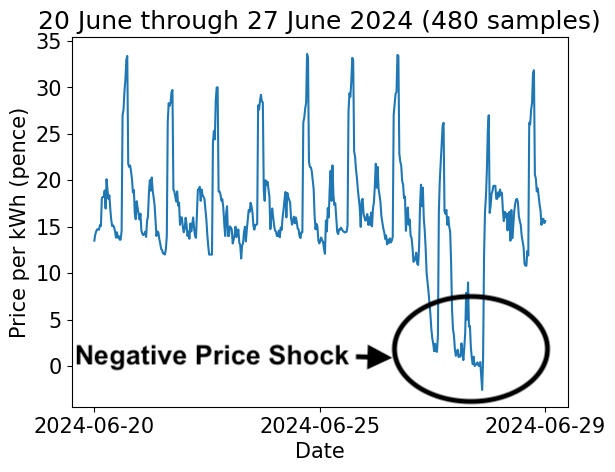 20 June through 27 June 2024 (480 samples)
Price per kWh (pence)
35
30
25
20
15
10
5
0
Negative Price Shock
2024-06-20 2024-06-25 2024-06-29
Date